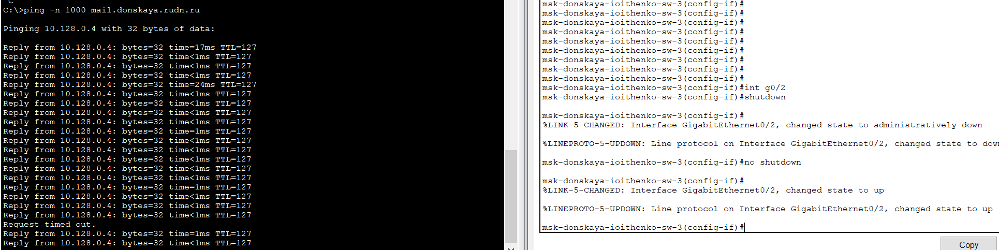 C
C:\>ping -n 1000 mail.donskaya.rudn.ru
Pinging 10.128.0.4 with 32 bytes of data:
Reply from 10.128.0.4: bytes=32 time=17ms TTL=127
Reply from 10.128.0.4: bytes=32 time<1ms TTL=127
Reply from 10.128.0.4: bytes=32 time<1ms TTL=127
Reply from 10.128.0.4: bytes=32 time<1ms TTL=127
Reply from 10.128.0.4: bytes=32 time=24ms TTL=127
Reply from 10.128.0.4: bytes=32 time<1ms TTL=127
Reply from 10.128.0.4: bytes=32 time<1ms TTL=127
Reply from 10.128.0.4: bytes=32 time<1ms TTL=127
Reply from 10.128.0.4: bytes=32 time<1ms TTL=127
Reply from 10.128.0.4: bytes=32 time=1ms TTL=127
Reply from 10.128.0.4: bytes=32 time<1ms TTL=127
Reply from 10.128.0.4: bytes=32 time<1ms TTL=127
Reply from 10.128.0.4: bytes=32 time<1ms TTL=127
Reply from 10.128.0.4: bytes=32 time<1ms TTL=127
Reply from 10.128.0.4: bytes=32 time<1ms TTL=127
Reply from 10.128.0.4: bytes=32 time=1ms TTL=127
Reply from 10.128.0.4: bytes=32 time<1ms TTL=127
Reply from 10.128.0.4: bytes=32 time<1ms TTL=127
Reply from 10.128.0.4: bytes=32 time<1ms TTL=127
Request timed out.
Reply from 10.128.0.4: bytes=32 time=1ms TTL=127
Reply from 10.128.0.4: bytes=32 time<1ms TTL=127
msk-donskaya-ioithenko-sw-3(config-if)#
msk-donskaya-ioithenko-sw-3(config-if)#
msk-donskaya-ioithenko-sw-3(config-if)#
msk-donskaya-ioithenko-sw-3(config-if)#
msk-donskaya-ioithenko-sw-3(config-if)#
msk-donskaya-ioithenko-sw-3(config-if)#
msk-donskaya-ioithenko-sw-3(config-if)#
msk-donskaya-ioithenko-sw-3(config-if)#
msk-donskaya-ioithenko-sw-3(config-if)#
msk-donskaya-ioithenko-sw-3(config-if)#int g0/2
msk-donskaya-ioithenko-sw-3(config-if)#shutdown
msk-donskaya-ioithenko-sw-3(config-if)#
%LINK-5-CHANGED: Interface GigabitEthernet0/2, changed state to administratively down
%LINEPROTO-5-UPDOWN: Line protocol on Interface GigabitEthernet0/2, changed state to down
msk-donskaya-ioithenko-sw-3(config-if)#no shutdown
msk-donskaya-ioithenko-sw-3(config-if)#
%LINK-5-CHANGED: Interface GigabitEthernet0/2, changed state to up
%LINEPROTO-5-UPDOWN: Line protocol on Interface GigabitEthernet0/2, changed state to up
msk-donskaya-ioithenko-sw-3(config-if)#
Copy